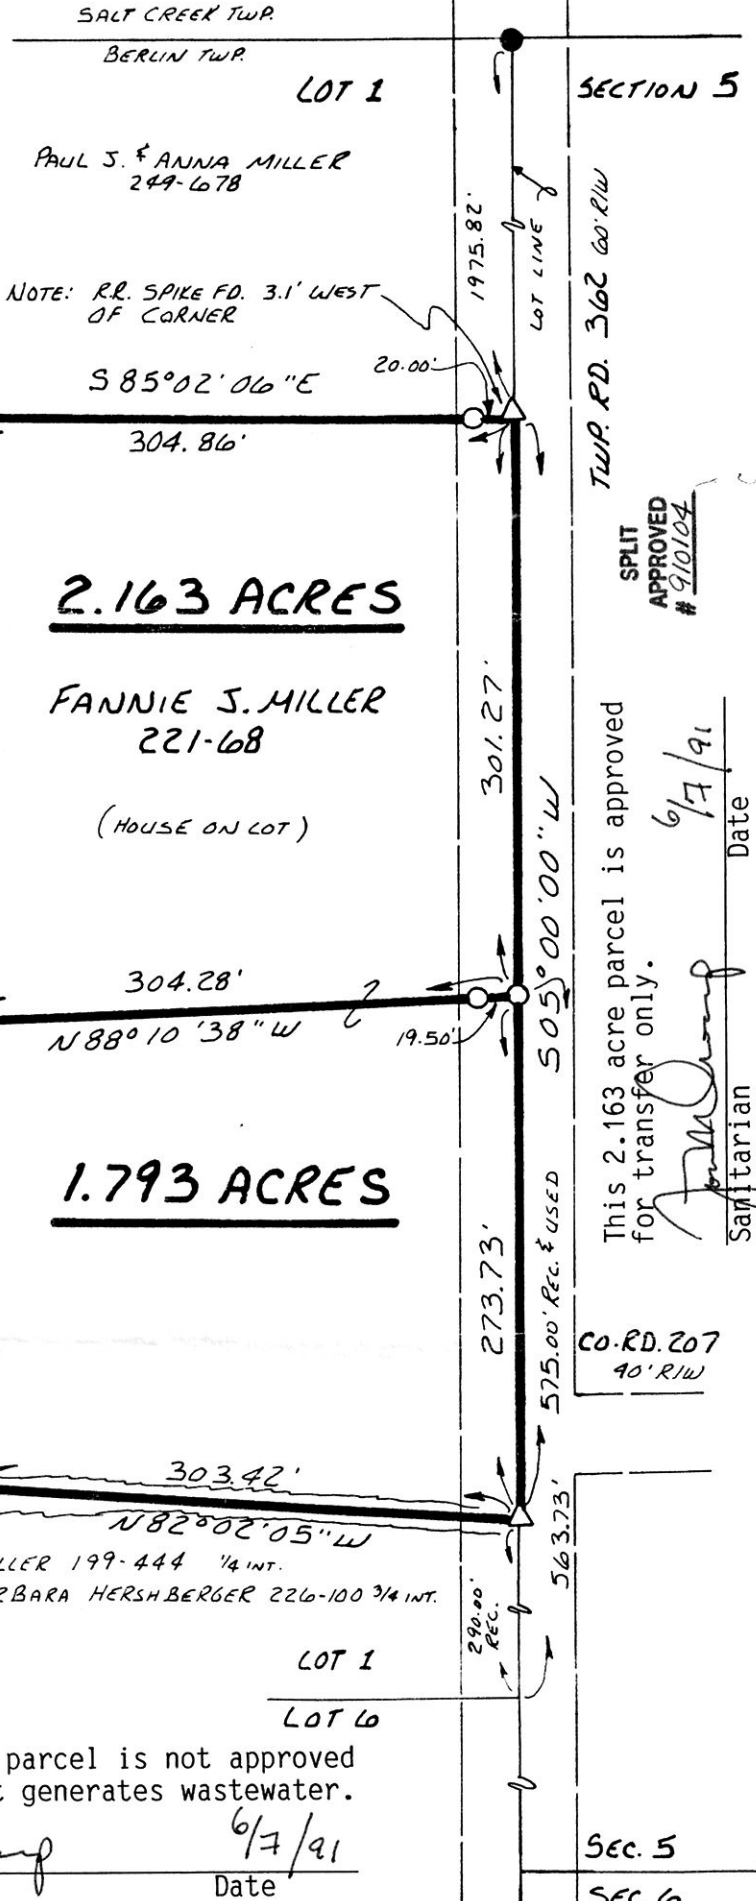 SALT CREEK TWP.
BERLIN TWP.
LOT 1
SECTION 5
PAUL J. & ANNA MILLER
249-678
1975.82'
LOT LINE
TWP. RD. 362 60' R/W
NOTE: R.R. SPIKE FD. 3.1' WEST
OF CORNER
S 85°02'06"E
20.00'
304.86'
SPLIT
APPROVED
# 910104
2.163 ACRES
FANNIE J. MILLER
221-68
(HOUSE ON LOT)
301.27'
S 05°00'00" W
This 2.163 acre parcel is approved
for transfer only.
6/7/91
Sanitarian Date
304.28'
N 88°10'38" W
19.50'
1.793 ACRES
273.73'
575.00' REC. & USED
CO. RD. 207
40' R/W
303.42'
N 82°02'05" W
563.73'
LLER 199-444 1/4 INT.
RBARA HERSHBERGER 226-100 3/4 INT.
290.00'
REC.
LOT 1
LOT 6
parcel is not approved
t generates wastewater.
6/7/91
Date
SEC. 5
SEC. 6